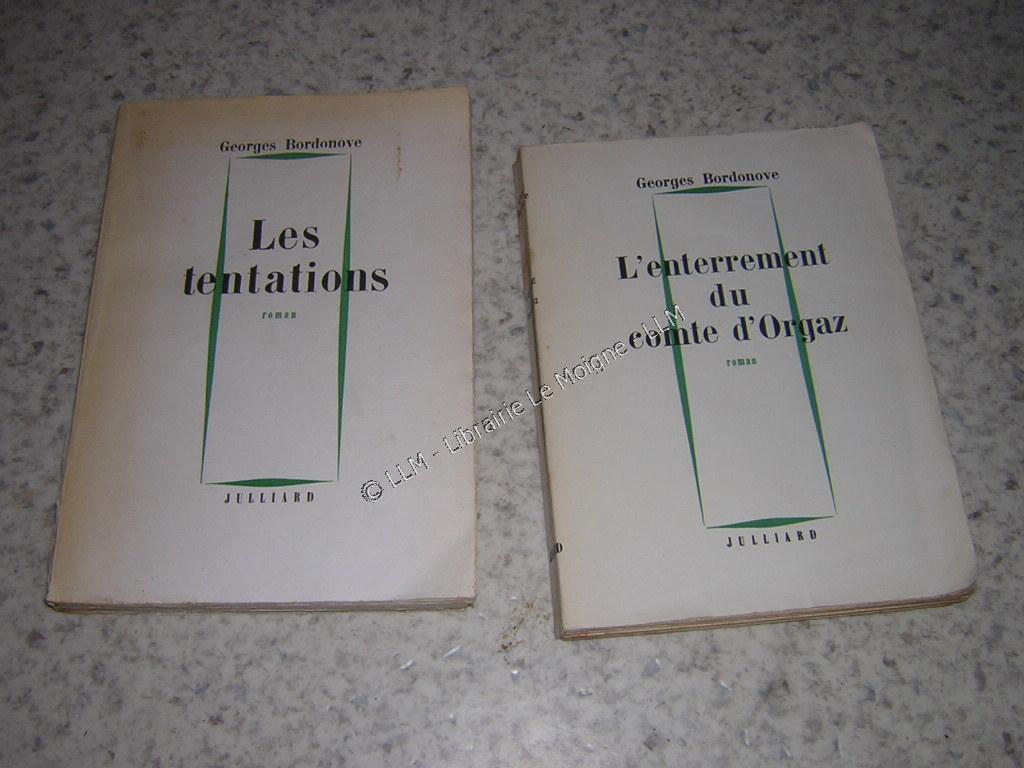 Georges Bordonove
Les
tentations
roman
JULLIARD
Georges Bordonove
L'enterrement
du
comte d'Orgaz
roman
JULLIARD
© LLM - Librairie Le Moigne - LLM